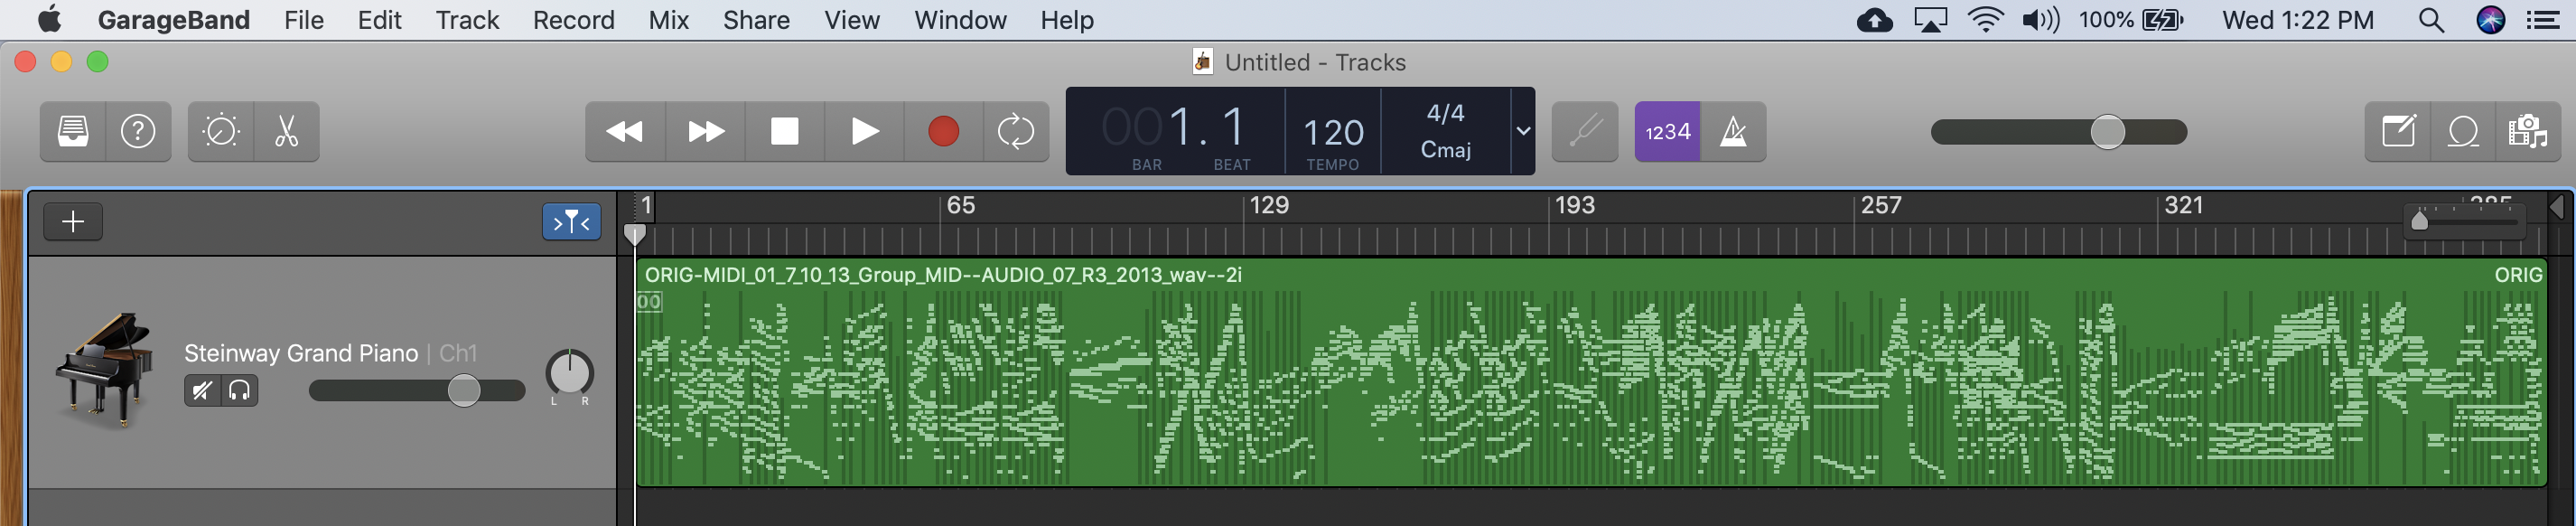 GarageBand File Edit Track Record Mix Share View Window Help 100% Wed 1:22 PM
Untitled - Tracks
001. 1 120 4/4
Cmaj
BAR BEAT TEMPO
1234
1 65 129 193 257 321 385
ORIG-MIDI_01_7_10_13_Group_MID--AUDIO_07_R3_2013_wav--2i ORIG
00
Steinway Grand Piano | Ch1
L R